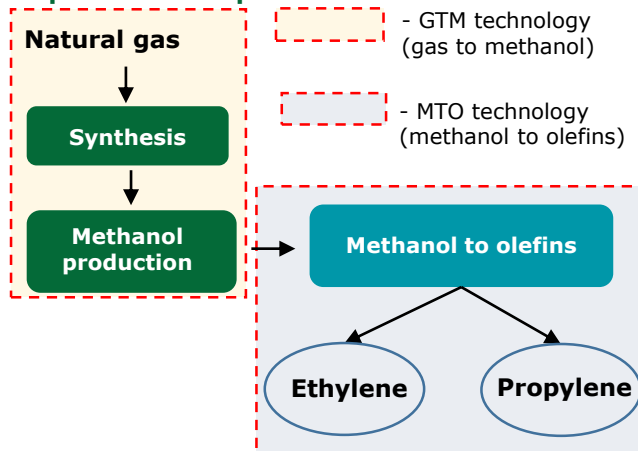 Natural gas
Synthesis
Methanol
production
- GTM technology
(gas to methanol)
- MTO technology
(methanol to olefins)
Methanol to olefins
Ethylene
Propylene